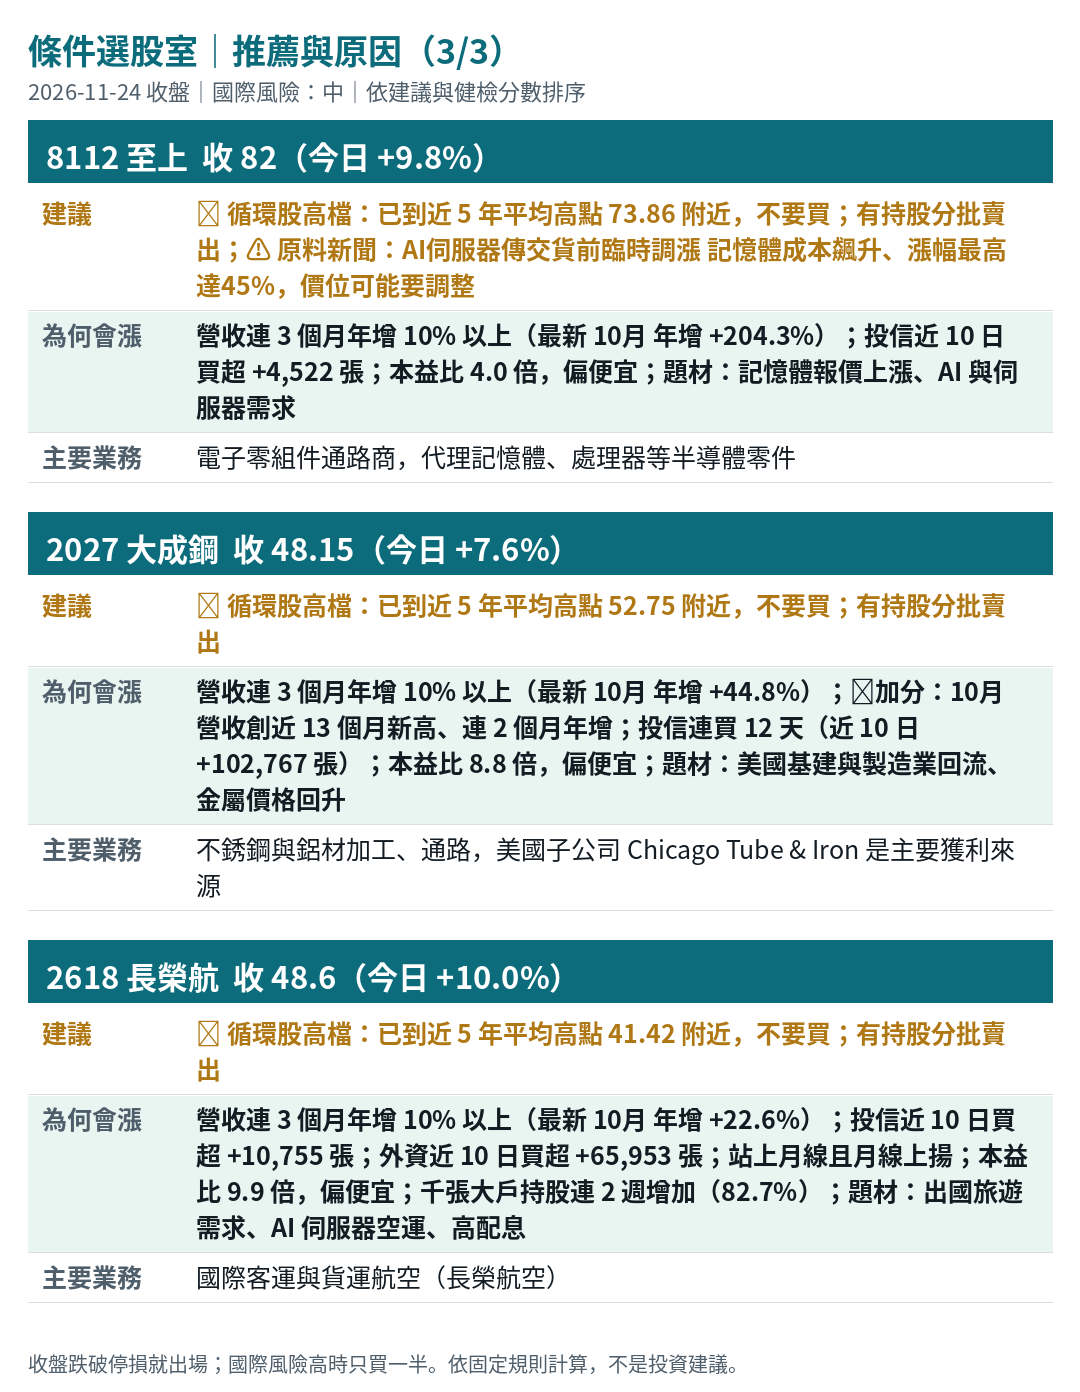 條件選股室｜推薦與原因（3/3）
2026-11-24 收盤｜國際風險：中｜依建議與健檢分數排序
8112 至上 收 82（今日 +9.8%）
建議
循環股高檔：已到近 5 年平均高點 73.86 附近，不要買；有持股分批賣
出；⚠ 原料新聞：AI伺服器傳交貨前臨時調漲 記憶體成本飆升、漲幅最高
達45%，價位可能要調整
為何會漲
營收連 3 個月年增 10% 以上（最新 10月 年增 +204.3%）；投信近 10 日
買超 +4,522 張；本益比 4.0 倍，偏便宜；題材：記憶體報價上漲、AI 與伺
服器需求
主要業務
電子零組件通路商，代理記憶體、處理器等半導體零件
2027 大成鋼 收 48.15（今日 +7.6%）
建議
循環股高檔：已到近 5 年平均高點 52.75 附近，不要買；有持股分批賣
出
為何會漲
營收連 3 個月年增 10% 以上（最新 10月 年增 +44.8%）；加分：10月
營收創近 13 個月新高、連 2 個月年增；投信連買 12 天（近 10 日
+102,767 張）；本益比 8.8 倍，偏便宜；題材：美國基建與製造業回流、
金屬價格回升
主要業務
不銹鋼與鋁材加工、通路，美國子公司 Chicago Tube & Iron 是主要獲利來
源
2618 長榮航 收 48.6（今日 +10.0%）
建議
循環股高檔：已到近 5 年平均高點 41.42 附近，不要買；有持股分批賣
出
為何會漲
營收連 3 個月年增 10% 以上（最新 10月 年增 +22.6%）；投信近 10 日買
超 +10,755 張；外資近 10 日買超 +65,953 張；站上月線且月線上揚；本益
比 9.9 倍，偏便宜；千張大戶持股連 2 週增加（82.7%）；題材：出國旅遊
需求、AI 伺服器空運、高配息
主要業務
國際客運與貨運航空（長榮航空）
收盤跌破停損就出場；國際風險高時只買一半。依固定規則計算，不是投資建議。